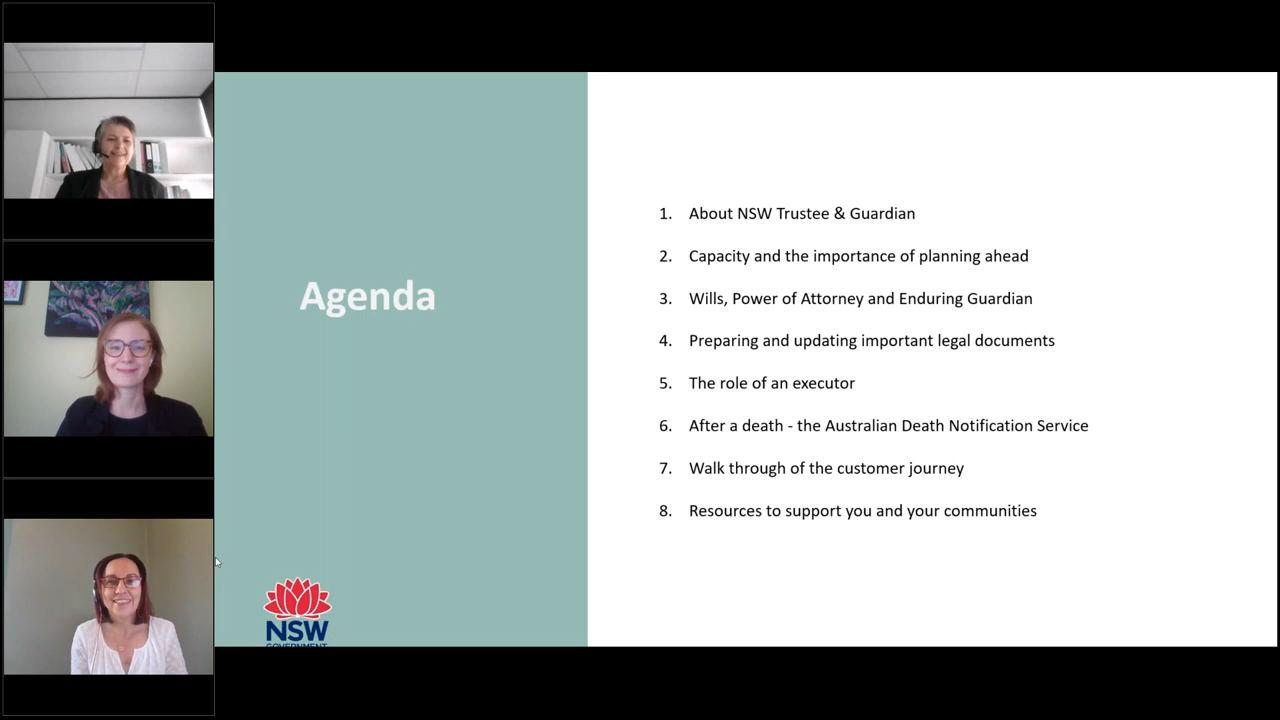 Agenda
1. About NSW Trustee & Guardian
2. Capacity and the importance of planning ahead
3. Wills, Power of Attorney and Enduring Guardian
4. Preparing and updating important legal documents
5. The role of an executor
6. After a death - the Australian Death Notification Service
7. Walk through of the customer journey
8. Resources to support you and your communities
NSW
GOVERNMENT